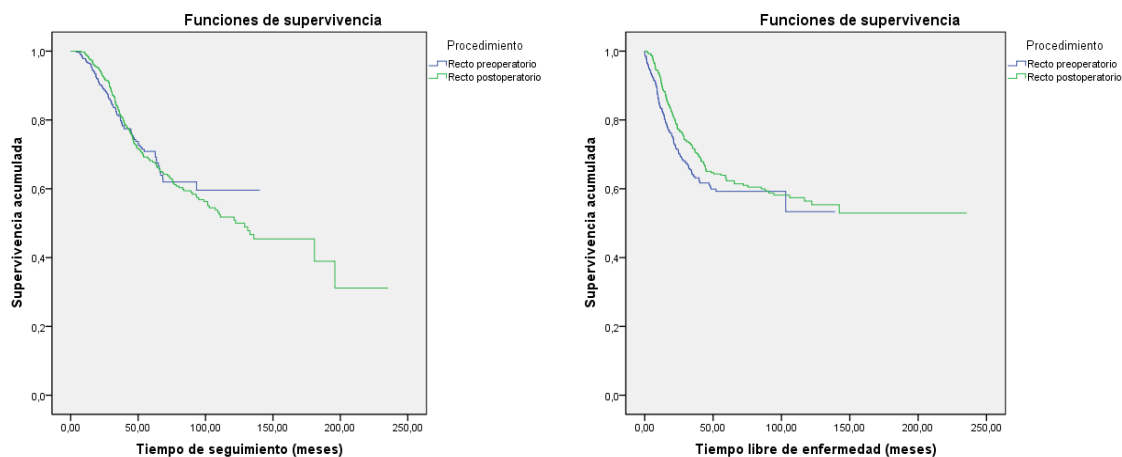 Funciones de supervivencia
Procedimiento
Recto preoperatorio
Recto postoperatorio
Supervivencia acumulada
1,0
0,8
0,6
0,4
0,2
0,0
0,00 50,00 100,00 150,00 200,00 250,00
Tiempo de seguimiento (meses)
Funciones de supervivencia
Procedimiento
Recto preoperatorio
Recto postoperatorio
Supervivencia acumulada
1,0
0,8
0,6
0,4
0,2
0,0
0,00 50,00 100,00 150,00 200,00 250,00
Tiempo libre de enfermedad (meses)